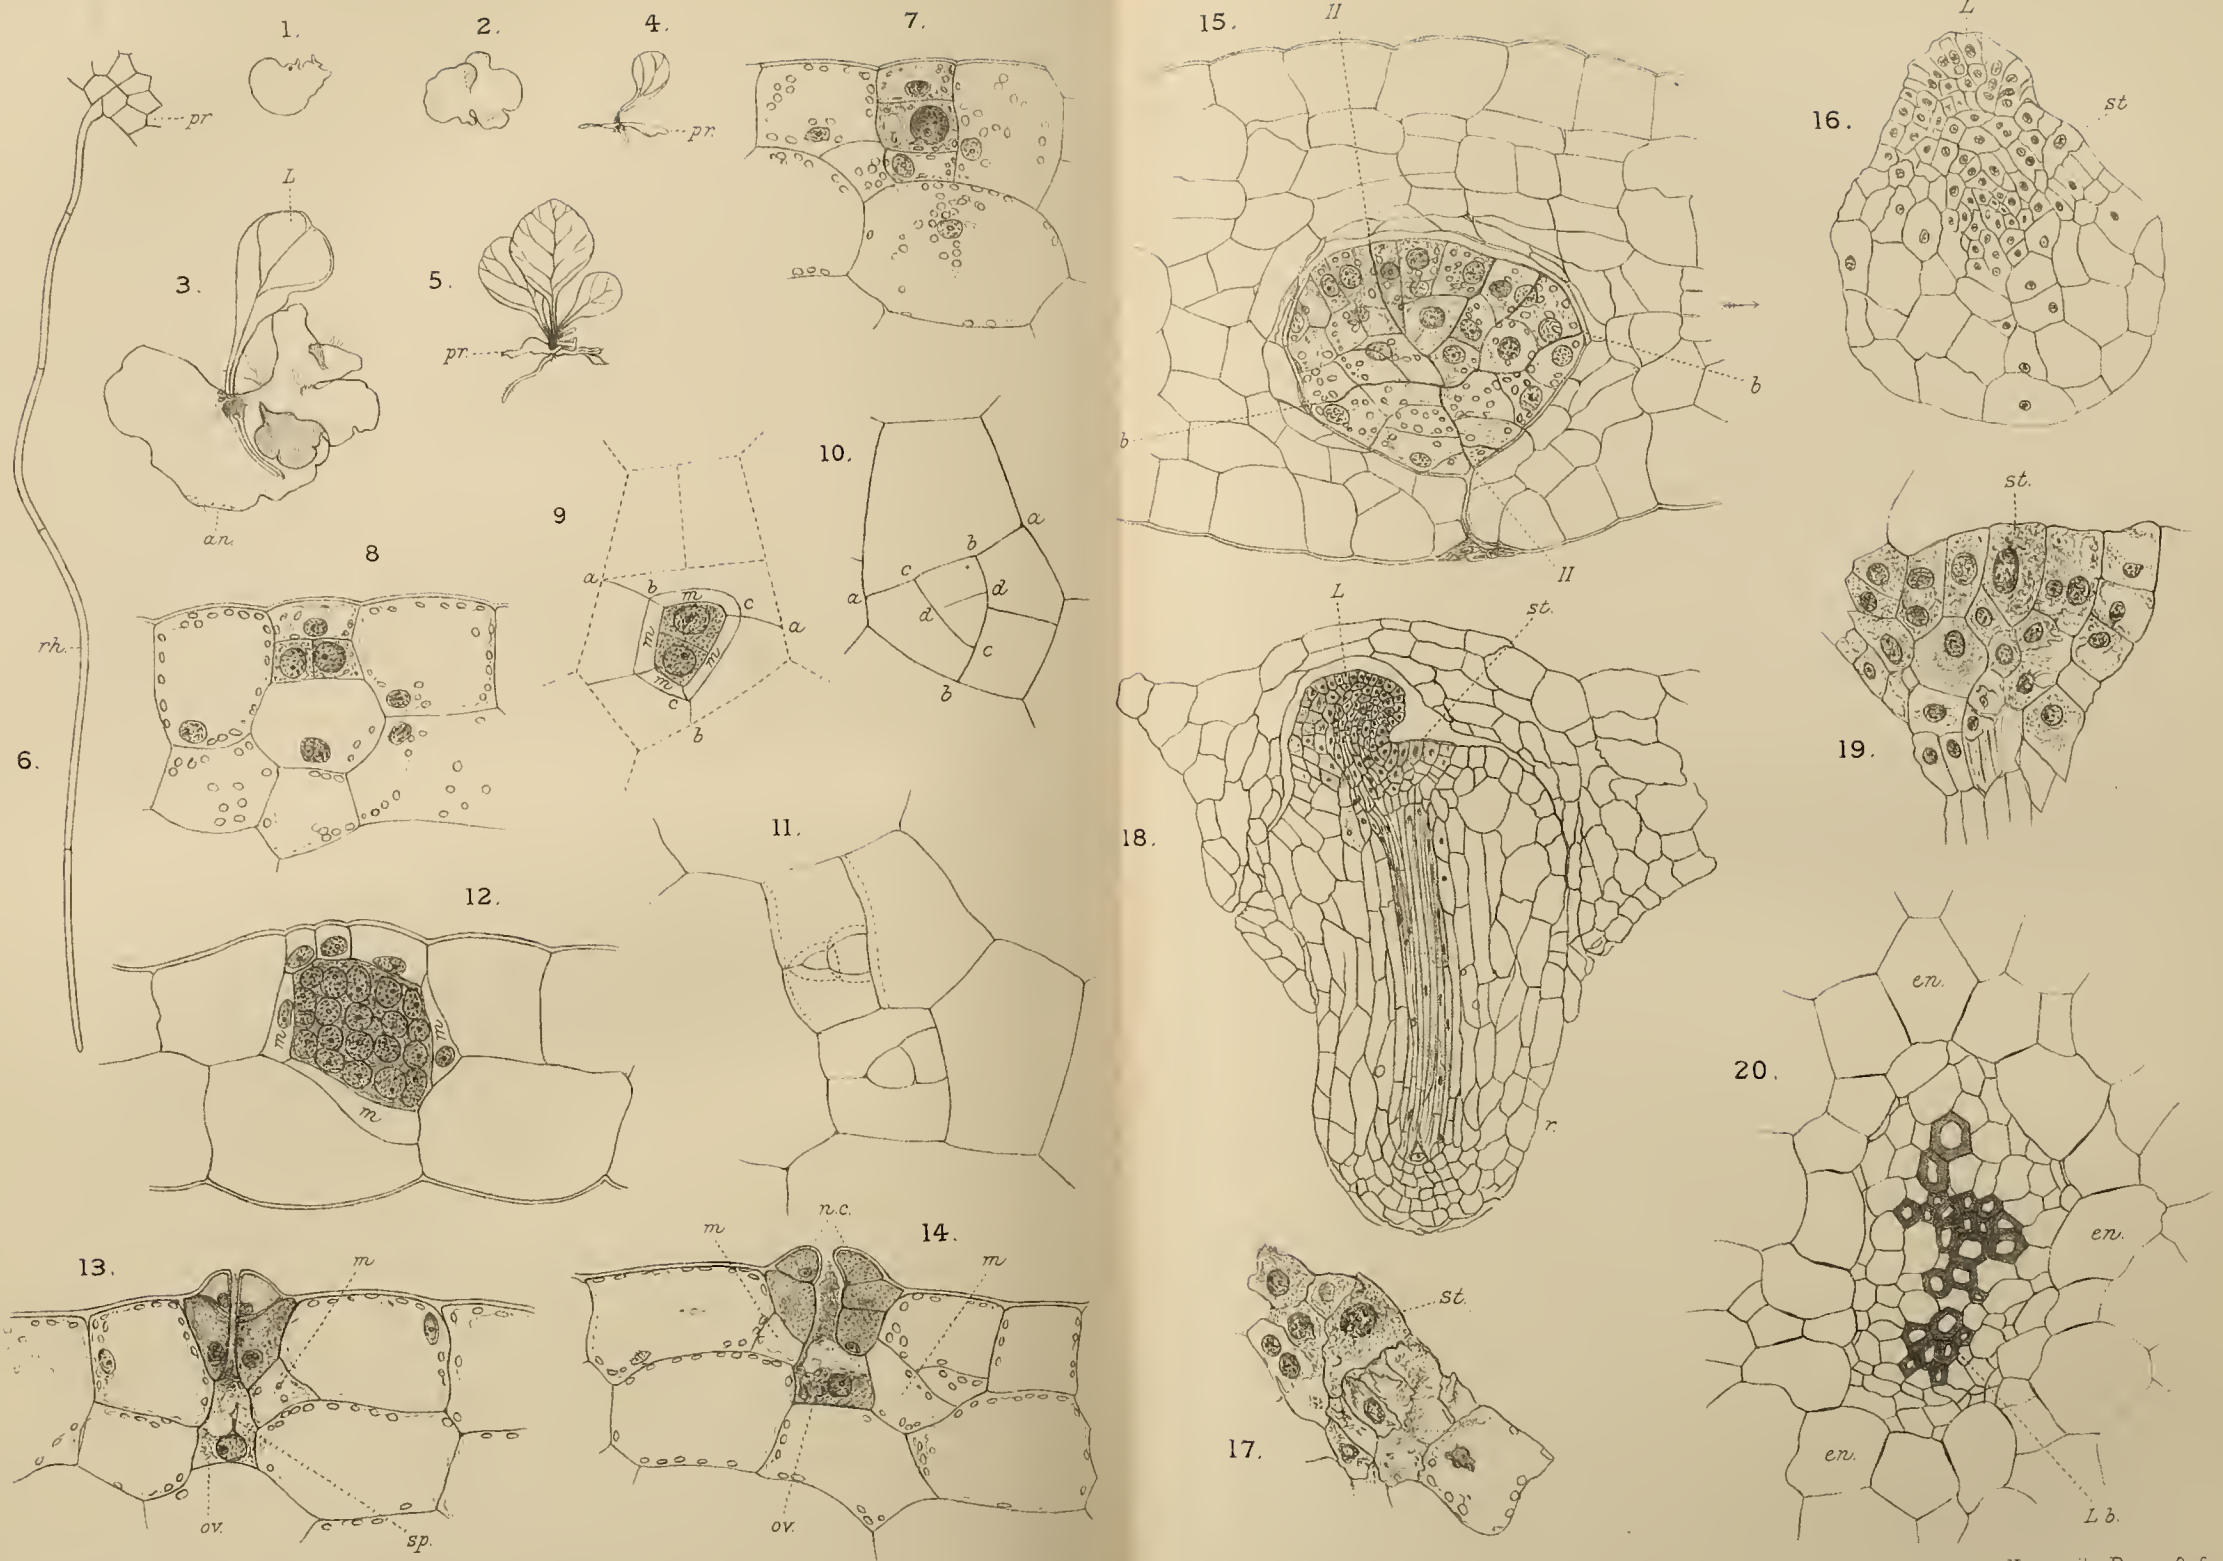 1.
2.
4.
7.
pr.
pr.
L
3.
5.
pr.
an.
8
9
a
b
m
c
m
a
m
m
c
b
10.
a
b
c
a
d
d
c
b
rh.
6.
11.
12.
m
m
m
13.
m
ov.
sp.
14.
n.c.
m
m
ov.
15.
II
b
b
II
L
16.
st
st.
19.
L
st.
18.
r.
17.
st.
20.
en.
en.
en.
L b.